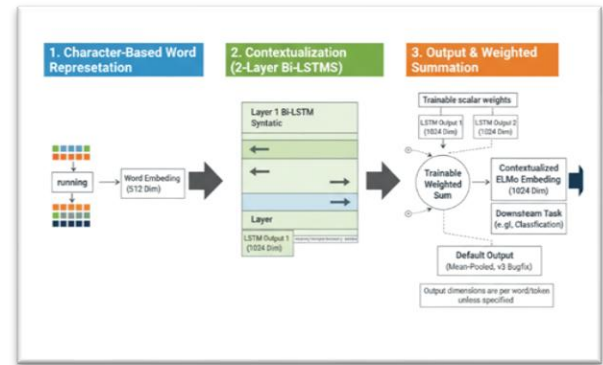 1. Character-Based Word
Represetation
2. Contextualization
(2-Layer Bi-LSTMS)
3. Output & Weighted
Summation
running
Word Embeding
(512 Dim)
Layer 1 Bi-LSTM
Syntatic
Layer
LSTM Output 1
(1024 Dim)
Trainable scalar weights
LSTM Output 1
(1024 Dim)
LSTM Output 2
(1024 Dim)
Trainable
Weighted
Sum
Contextualized
ELMo Embeding
(1024 Dim)
Downsteam Task
(e.gl, Classfication)
Default Output
(Mean-Pooled, v3 Bugfix)
Output dimensions are per word/token
unless specified